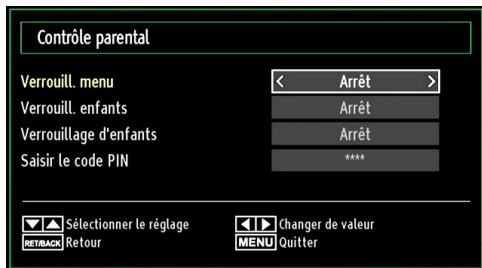 Contrôle parental
Verrouill. menu < Arrêt >
Verrouill. enfants Arrêt
Verrouillage d'enfants Arrêt
Saisir le code PIN ****
Sélectionner le réglage Changer de valeur
RET/BACK Retour MENU Quitter